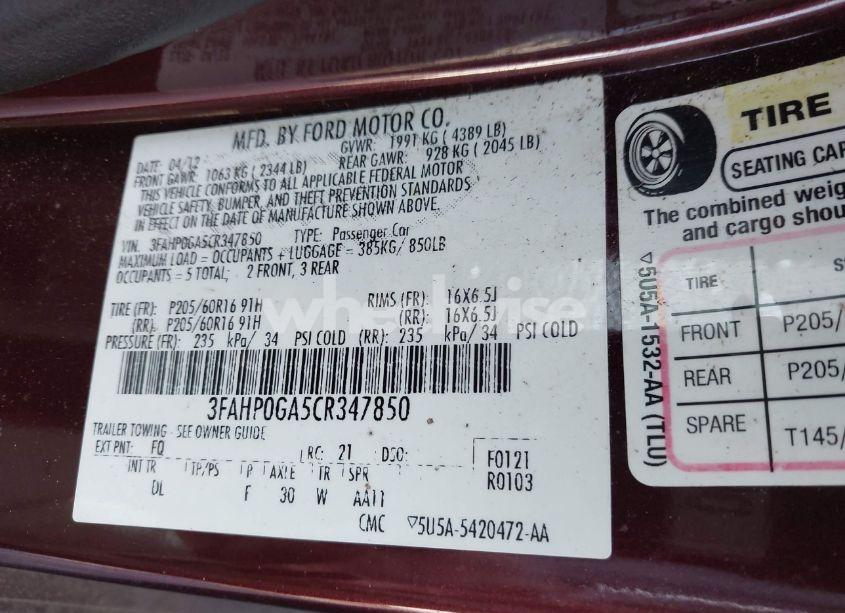 MFD. BY FORD MOTOR CO.
DATE: 04/12 GVWR: 1991 KG ( 4389 LB)
FRONT GAWR: 1063 KG ( 2344 LB) REAR GAWR: 928 KG ( 2045 LB)
THIS VEHICLE CONFORMS TO ALL APPLICABLE FEDERAL MOTOR
VEHICLE SAFETY, BUMPER, AND THEFT PREVENTION STANDARDS
IN EFFECT ON THE DATE OF MANUFACTURE SHOWN ABOVE.
VIN: 3FAHP0GA5CR347850 TYPE: Passenger Car
MAXIMUM LOAD = OCCUPANTS + LUGGAGE = 385KG/ 850LB
OCCUPANTS = 5 TOTAL; 2 FRONT, 3 REAR
TIRE (FR): P205/60R16 91H RIMS (FR): 16X6.5J
(RR): P205/60R16 91H (RR): 16X6.5J
PRESSURE (FR): 235 kPa/ 34 PSI COLD (RR): 235 kPa/ 34 PSI COLD
3FAHP0GA5CR347850
TRAILER TOWING - SEE OWNER GUIDE
EXT PNT: FQ RC: 21 DSO: F0121
R0103
INT TR TP/PS R AXLE TR SPR
DL F 30 W AA11
CMC ▽5U5A-5420472-AA
TIRE
SEATING CAP
The combined weig
and cargo shou
TIRE S
FRONT P205/
REAR P205/
SPARE T145/
▽5U5A-1532-AA (TLU)
wheelwise